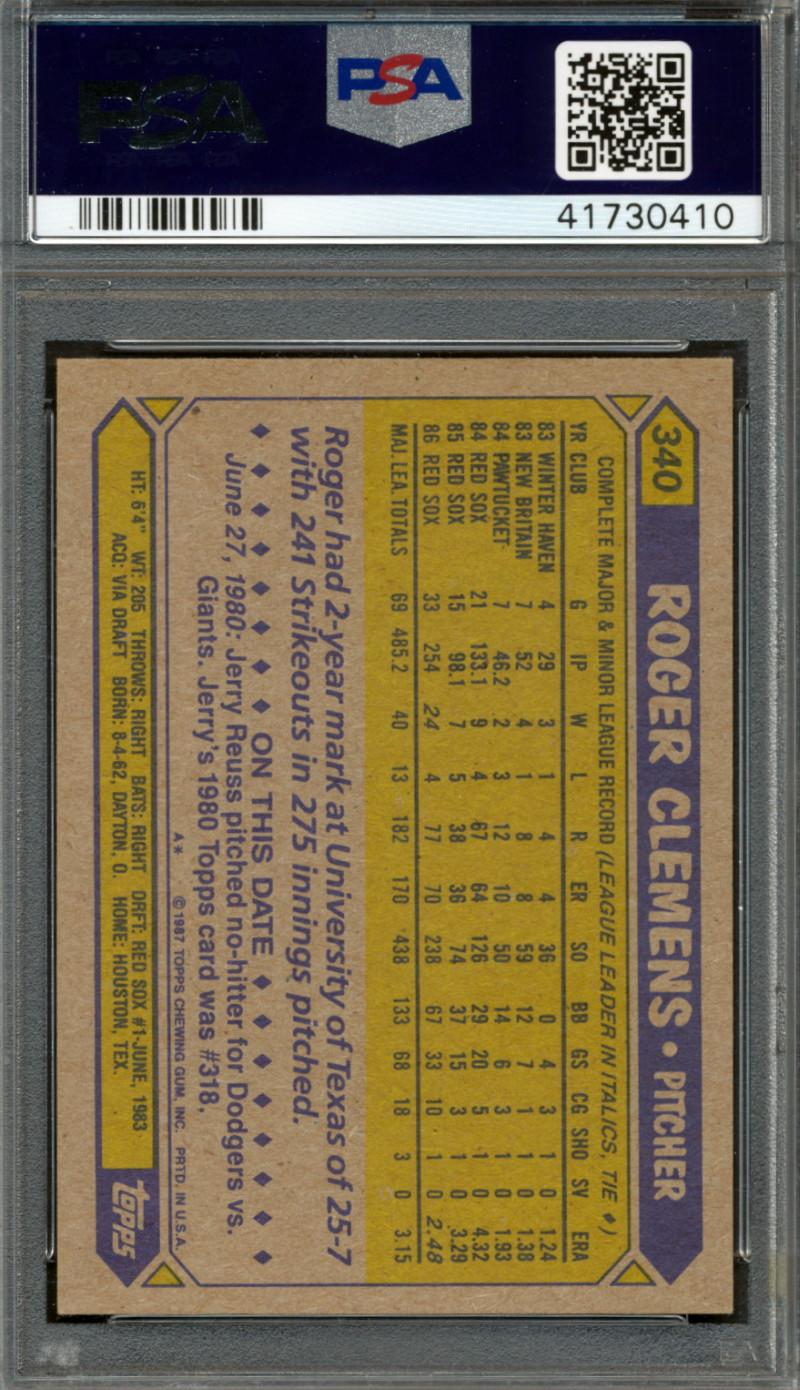 PSA
PSA
41730410
340 ROGER CLEMENS • PITCHER
COMPLETE MAJOR & MINOR LEAGUE RECORD (LEAGUE LEADER IN ITALICS, TIE ♦)
YR CLUB G IP W L R ER SO BB GS CG SHO SV ERA
83 WINTER HAVEN 4 29 3 1 4 4 36 0 4 3 1 0 1.24
83 NEW BRITAIN 7 52 4 1 8 8 59 12 7 1 1 0 1.38
84 PAWTUCKET 7 46.2 2 3 12 10 50 14 6 3 1 0 1.93
84 RED SOX 21 133.1 9 4 67 64 126 29 20 5 1 0 4.32
85 RED SOX 15 98.1 7 5 38 36 74 37 15 3 1 0 3.29
86 RED SOX 33 254 24 4 77 70 238 67 33 10 1 0 2.48
MAJ. LEA. TOTALS 69 485.2 40 13 182 170 438 133 68 18 3 0 3.15
Roger had 2-year mark at University of Texas of 25-7
with 241 Strikeouts in 275 innings pitched.
♦ ♦ ♦ ♦ ♦ ♦ ♦ ♦ ON THIS DATE ♦ ♦ ♦ ♦ ♦ ♦ ♦ ♦
June 27, 1980: Jerry Reuss pitched no-hitter for Dodgers vs.
Giants. Jerry's 1980 Topps card was #318.
A* © 1987 TOPPS CHEWING GUM, INC. PRTD. IN U.S.A.
HT: 6'4" WT: 205 THROWS: RIGHT BATS: RIGHT DRFT: RED SOX #1-JUNE, 1983
ACQ: VIA DRAFT BORN: 8-4-62, DAYTON, O. HOME: HOUSTON, TEX.
topps